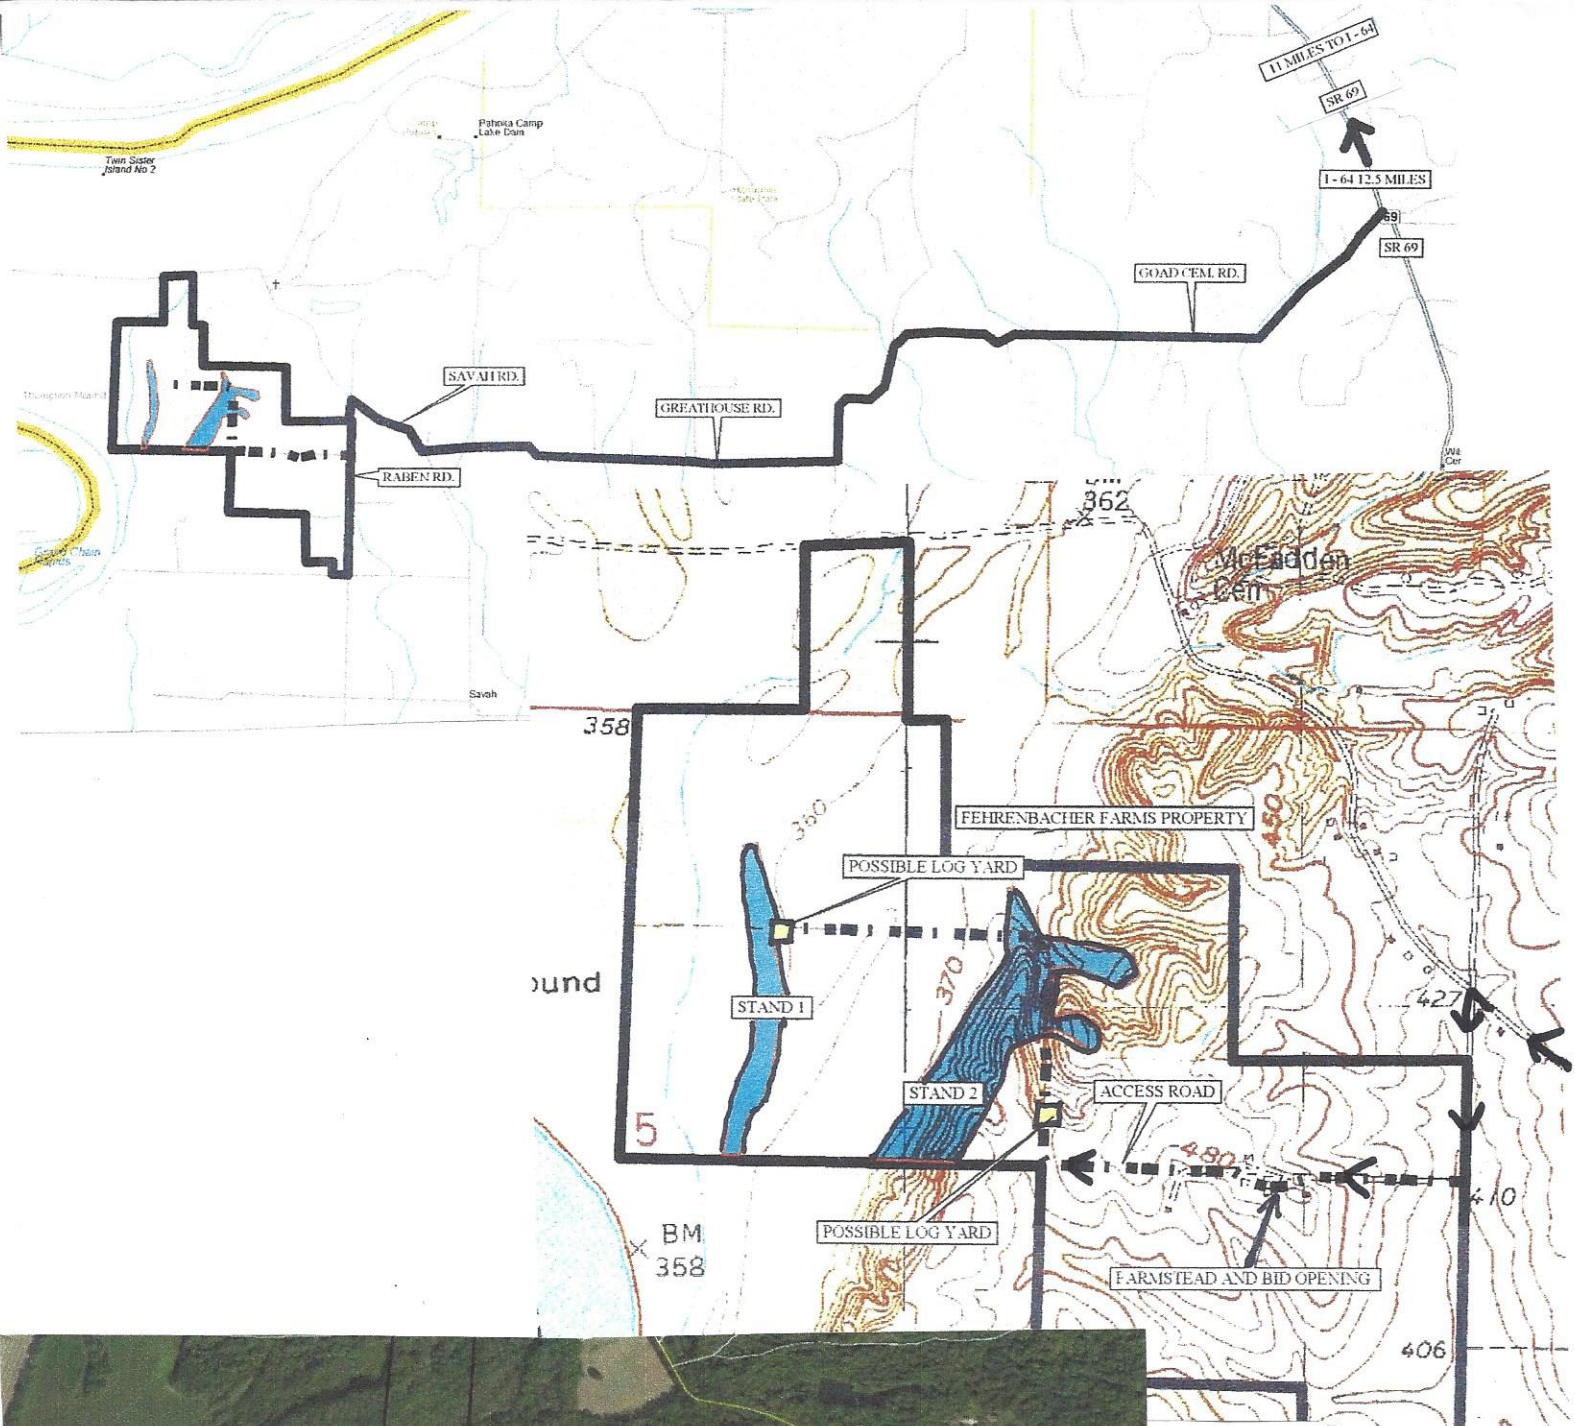 11 MILES TO I - 64
SR 69
I - 64 12.5 MILES
69
SR 69
Pahoka Camp
Lake Dam
Twin Sister
Island No 2
GOAD CEM. RD.
SAVAH RD.
GREATHOUSE RD.
RABEN RD.
Grand Chain
Rapids
Savah
362
McFadden
Cem
358
450
360
FEHRENBACHER FARMS PROPERTY
POSSIBLE LOG YARD
370
ound
STAND 1
427
STAND 2
ACCESS ROAD
5
480
410
BM
358
POSSIBLE LOG YARD
FARMSTEAD AND BID OPENING
406